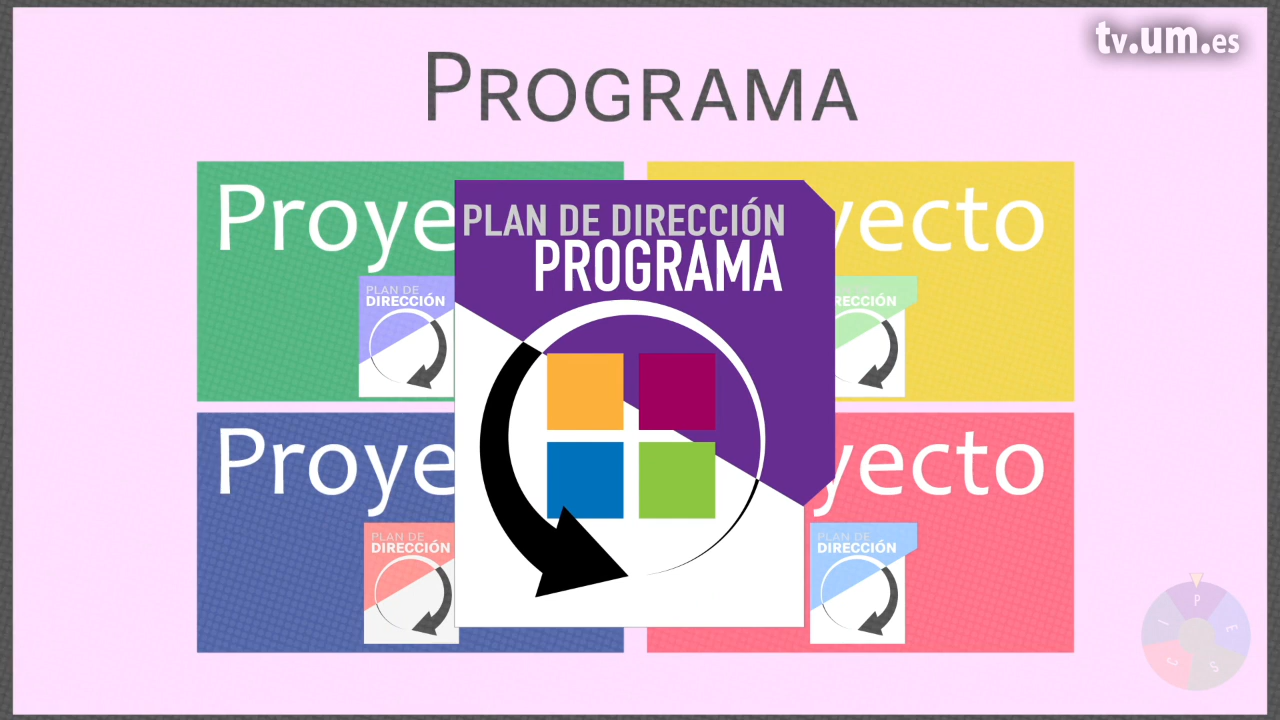 tv.um.es
PROGRAMA
Proye
yecto
PLAN DE DIRECCIÓN
PROGRAMA
PLAN DE
DIRECCIÓN
RECCIÓN
Proye
yecto
PLAN DE
DIRECCIÓN
PLAN DE
DIRECCIÓN
P
E
S
G
I